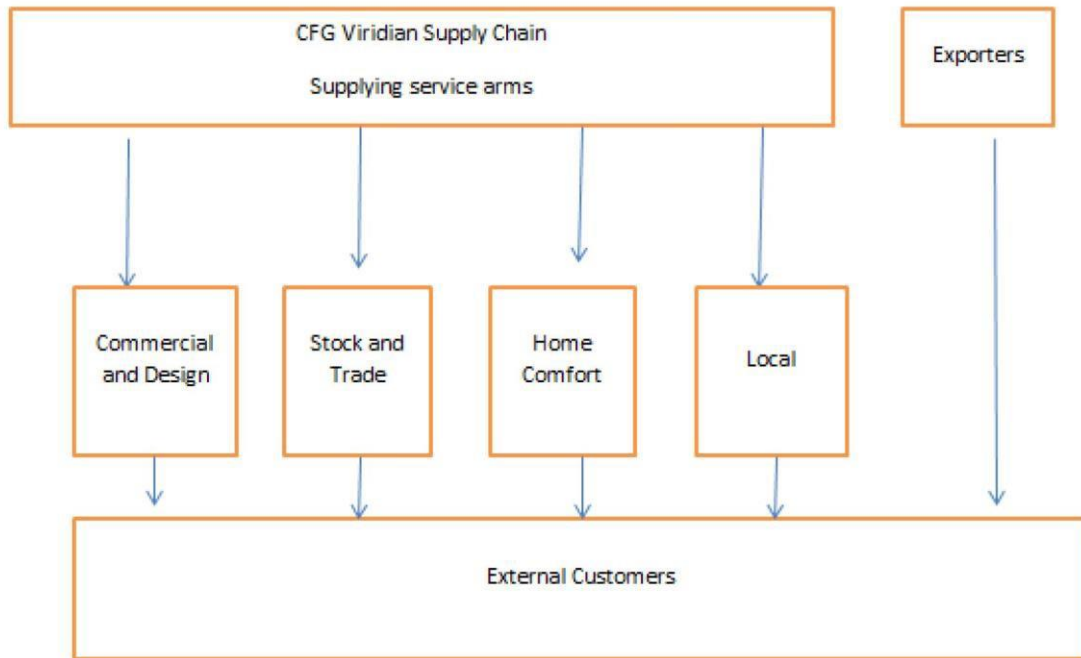 CFG Viridian Supply Chain
Supplying service arms
Exporters
Commercial
and Design
Stock and
Trade
Home
Comfort
Local
External Customers